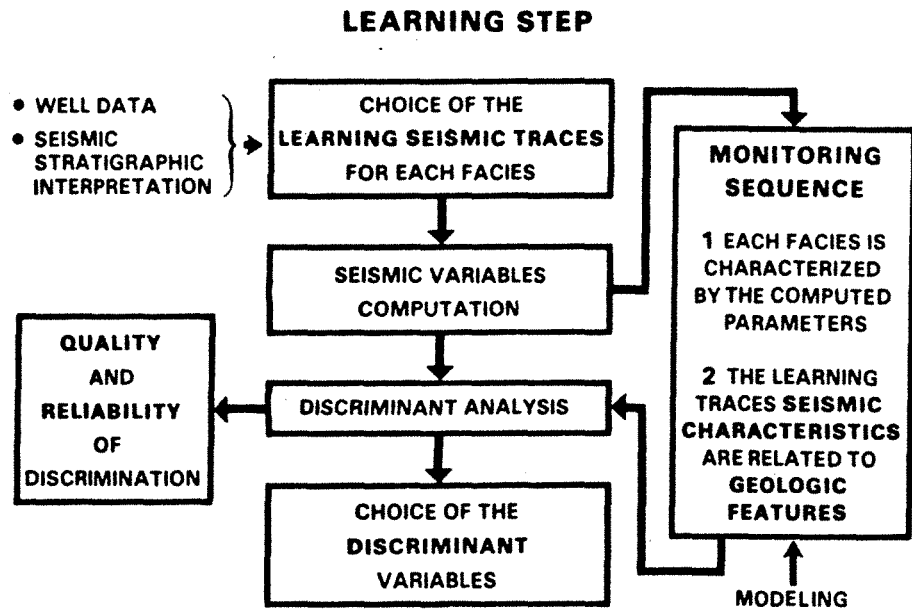 LEARNING STEP
• WELL DATA
• SEISMIC
STRATIGRAPHIC
INTERPRETATION
CHOICE OF THE
LEARNING SEISMIC TRACES
FOR EACH FACIES
SEISMIC VARIABLES
COMPUTATION
DISCRIMINANT ANALYSIS
CHOICE OF THE
DISCRIMINANT
VARIABLES
QUALITY
AND
RELIABILITY
OF
DISCRIMINATION
MONITORING
SEQUENCE
1 EACH FACIES IS
CHARACTERIZED
BY THE COMPUTED
PARAMETERS
2 THE LEARNING
TRACES SEISMIC
CHARACTERISTICS
ARE RELATED TO
GEOLOGIC
FEATURES
MODELING